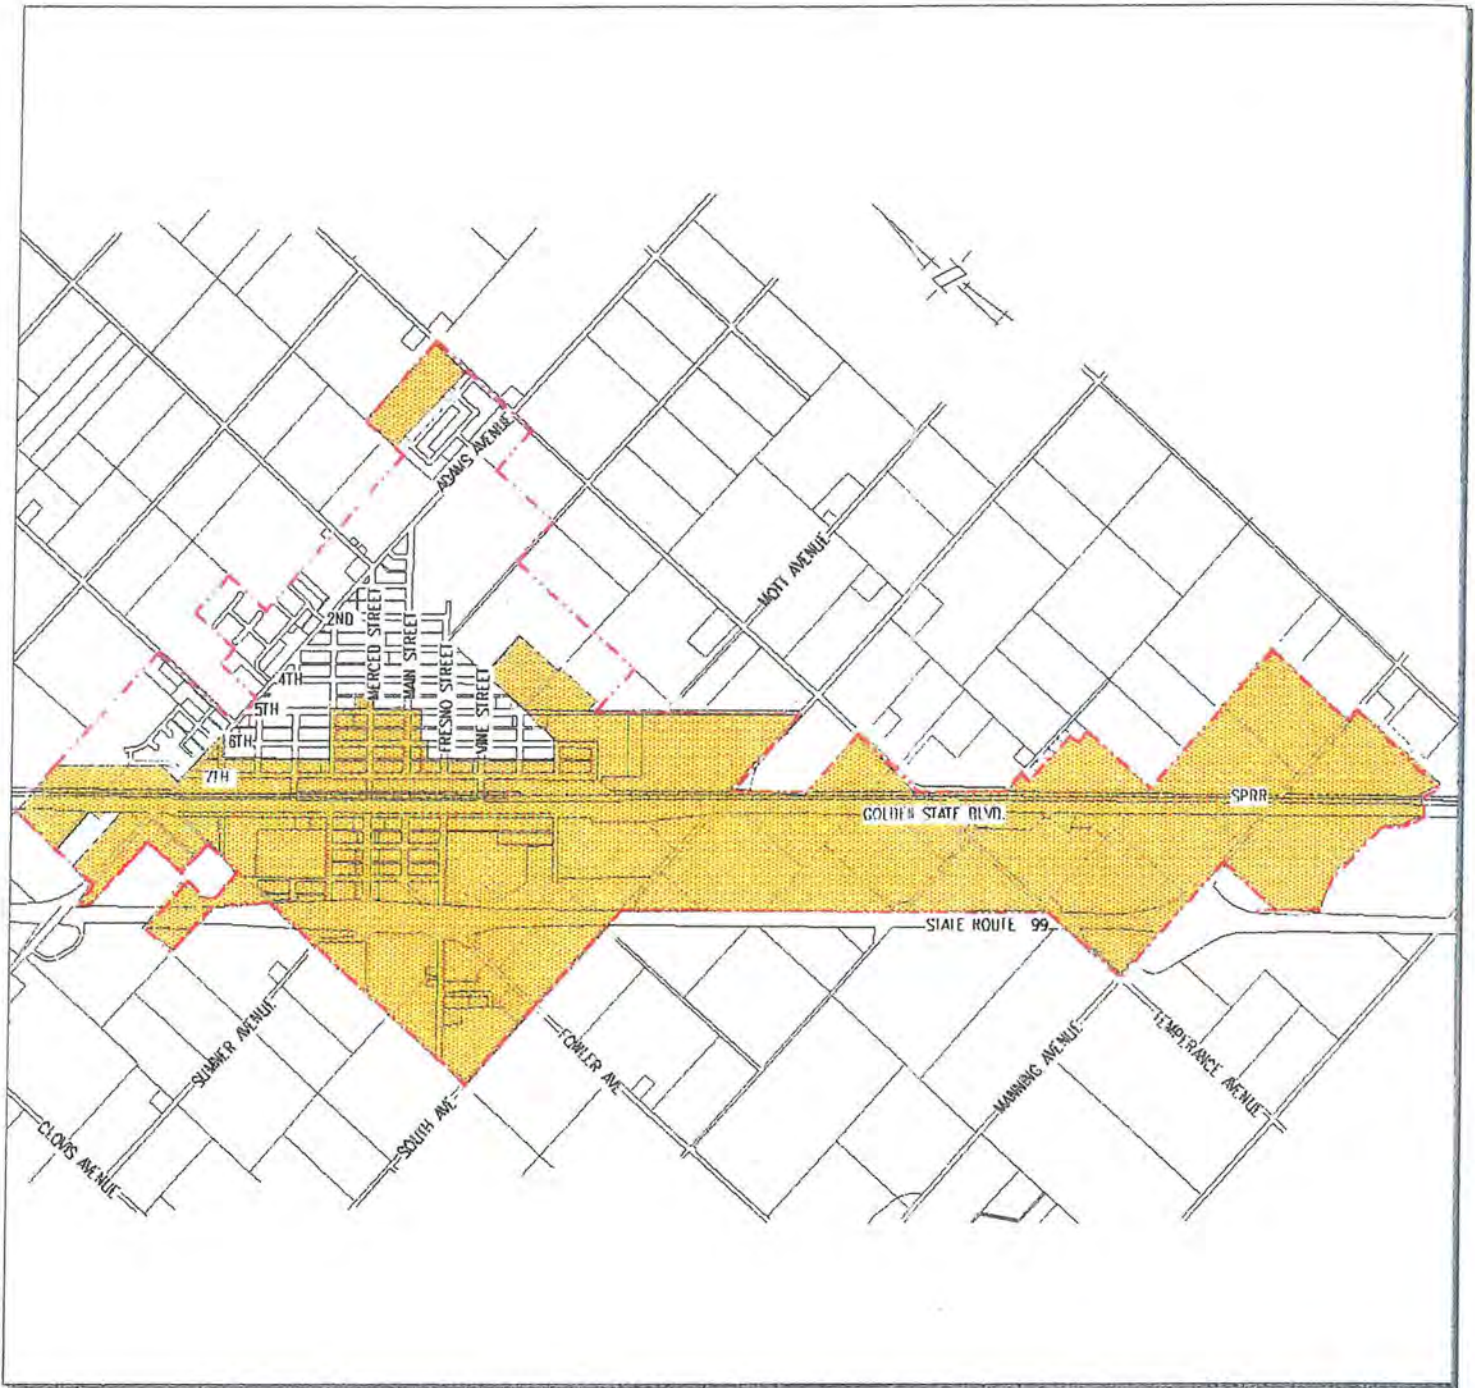 ADAMS AVENUE
MOTT AVENUE
2ND
MERCED STREET
MAIN STREET
4TH
FRESNO STREET
VINE STREET
5TH
6TH
7TH
SPRR
GOLDEN STATE BLVD.
STATE ROUTE 99
SUMNER AVENUE
FOWLER AVE
MANNING AVENUE
TEMPERANCE AVENUE
SOUTH AVE
CLOVIS AVENUE